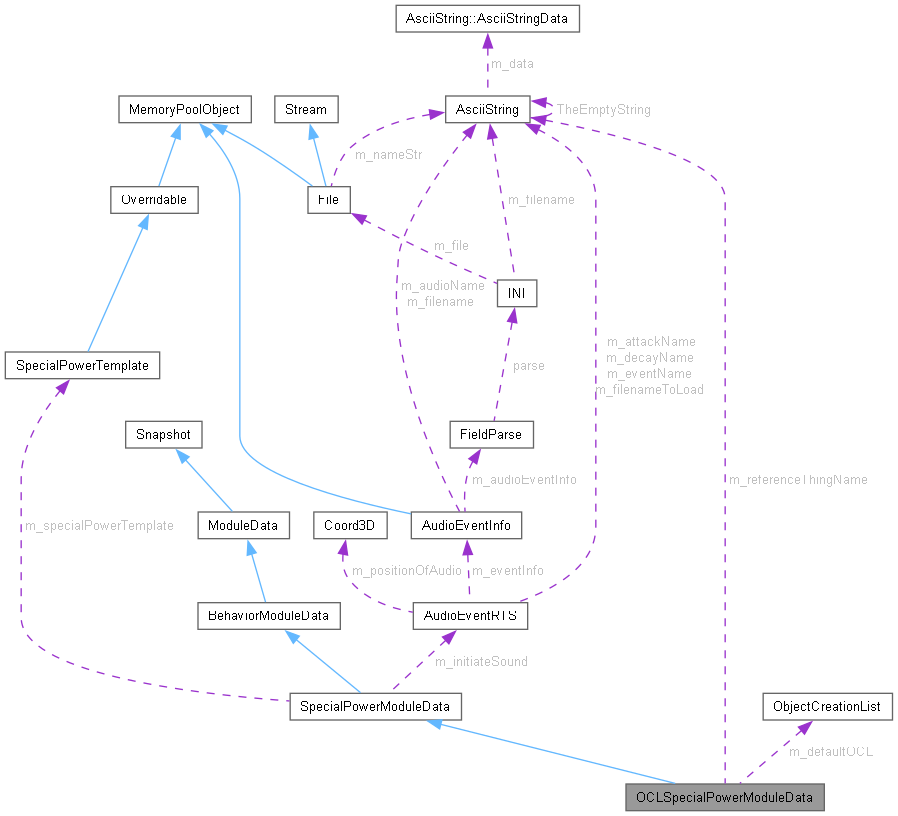 AsciiString::AsciiStringData
m_data
MemoryPoolObject
Stream
AsciiString
TheEmptyString
m_nameStr
Overridable
File
m_filename
m_file
m_audioName
m_filename
INI
m_attackName
m_decayName
m_eventName
m_filenameToLoad
SpecialPowerTemplate
parse
Snapshot
FieldParse
m_audioEventInfo
m_referenceThingName
m_specialPowerTemplate
ModuleData
Coord3D
AudioEventInfo
m_positionOfAudio
m_eventInfo
BehaviorModuleData
AudioEventRTS
m_initiateSound
SpecialPowerModuleData
ObjectCreationList
m_defaultOCL
OCLSpecialPowerModuleData